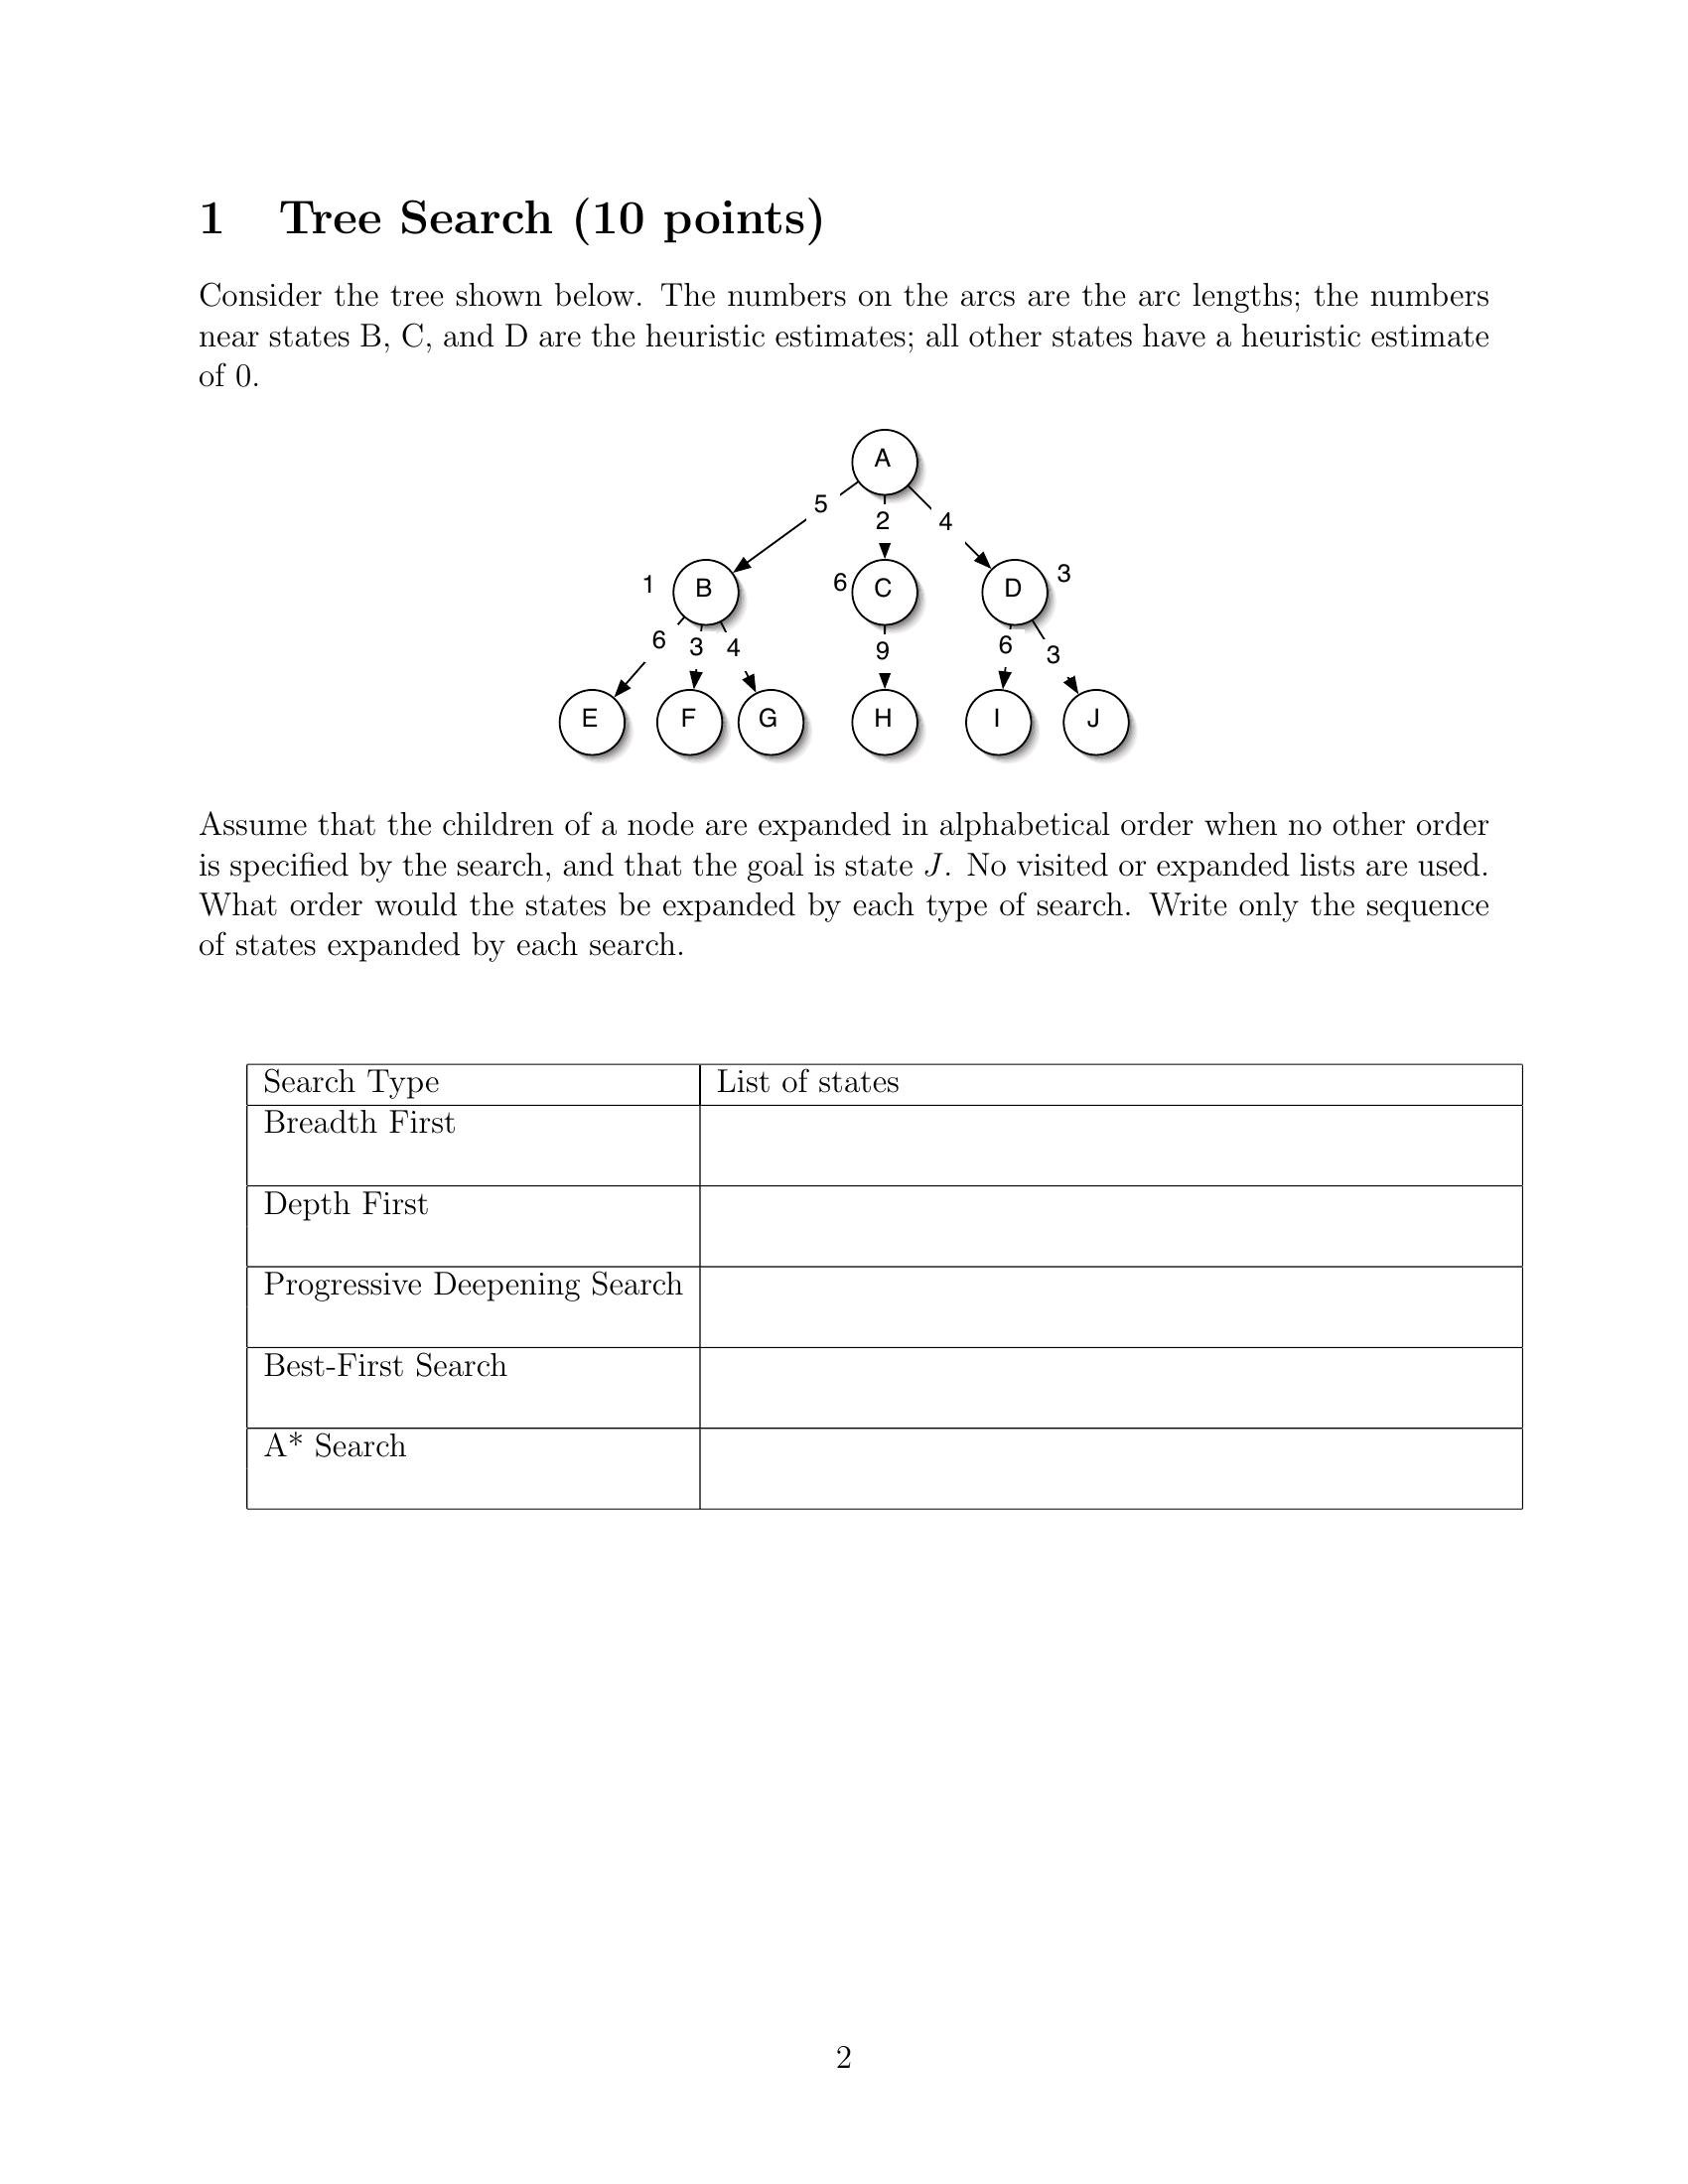 1 Tree Search (10 points)
Consider the tree shown below. The numbers on the arcs are the arc lengths; the numbers
near states B, C, and D are the heuristic estimates; all other states have a heuristic estimate
of 0.
A
5
2
4
1
B
6
C
D
3
6
3
4
9
6
3
E
F
G
H
I
J
Assume that the children of a node are expanded in alphabetical order when no other order
is specified by the search, and that the goal is state J. No visited or expanded lists are used.
What order would the states be expanded by each type of search. Write only the sequence
of states expanded by each search.
Search Type
List of states
Breadth First
Depth First
Progressive Deepening Search
Best-First Search
A* Search
2